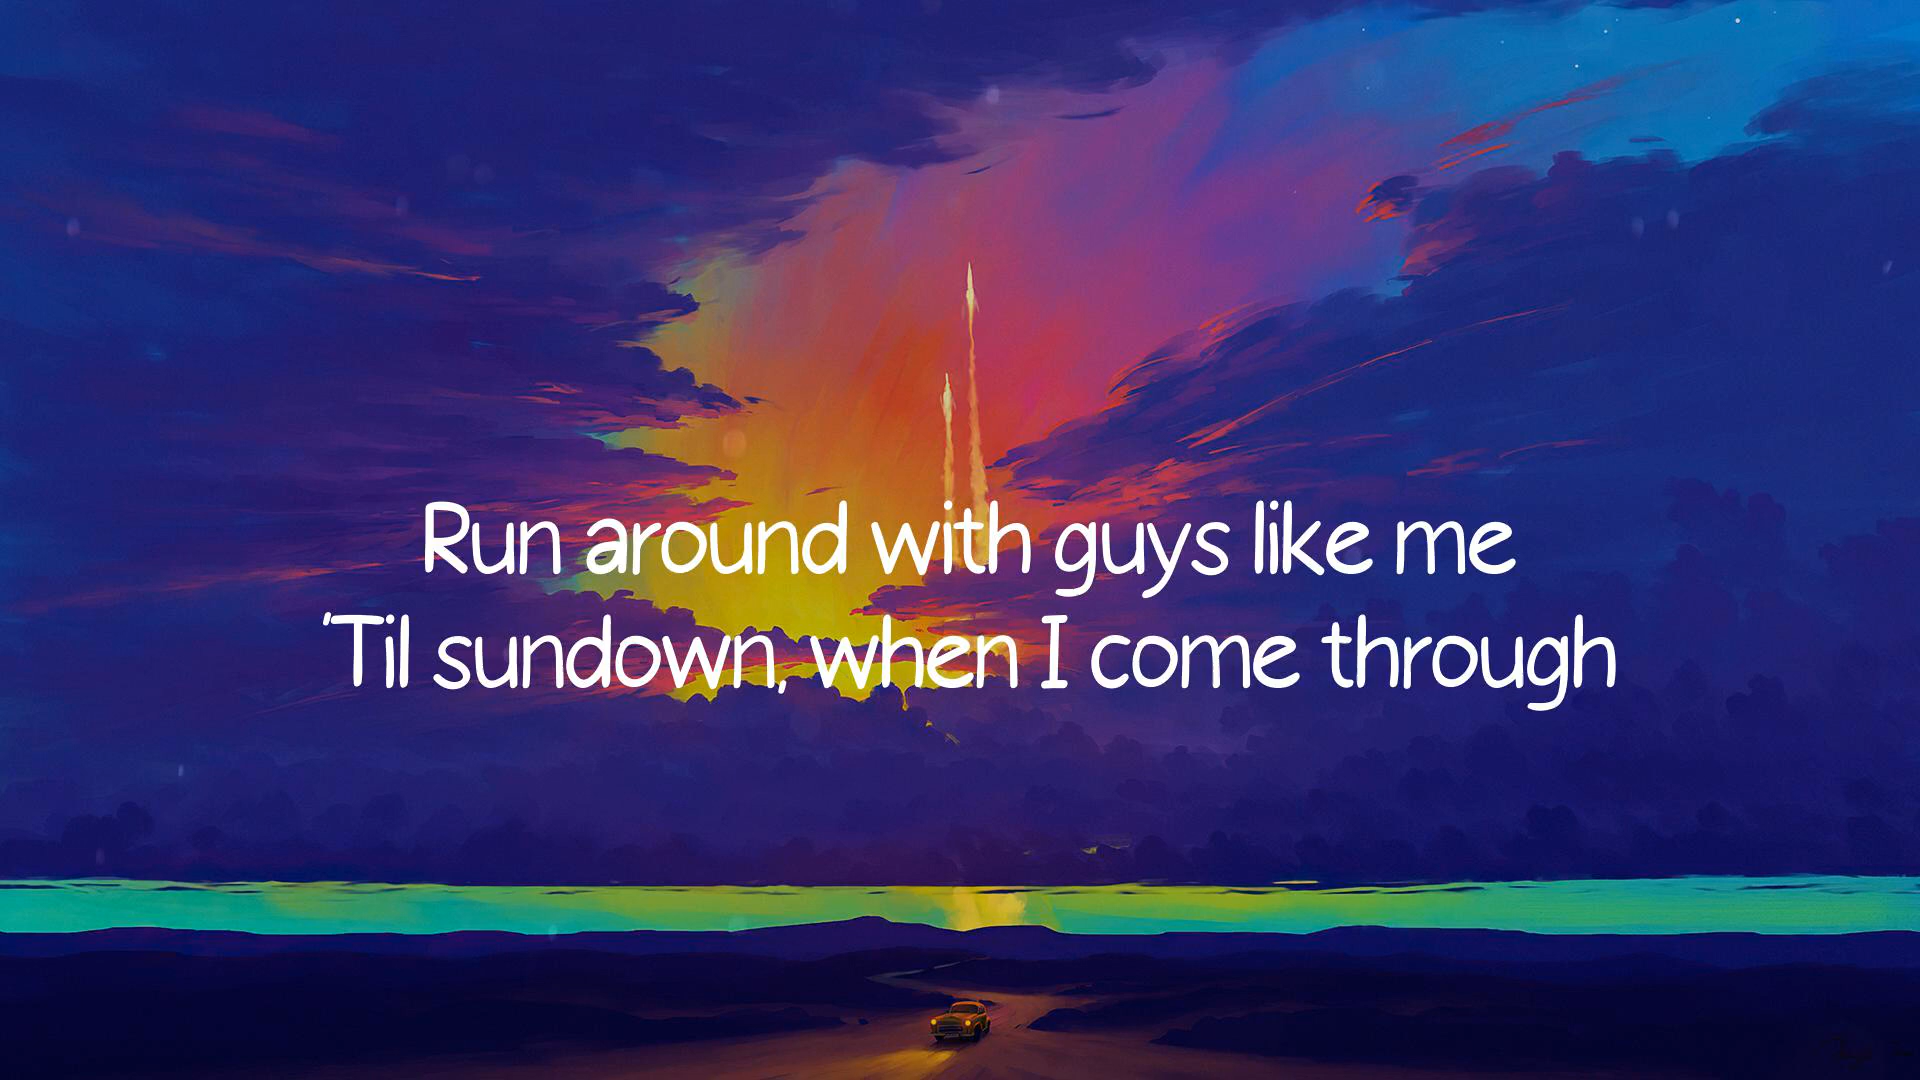 Run around with guys like me
'Til sundown, when I come through